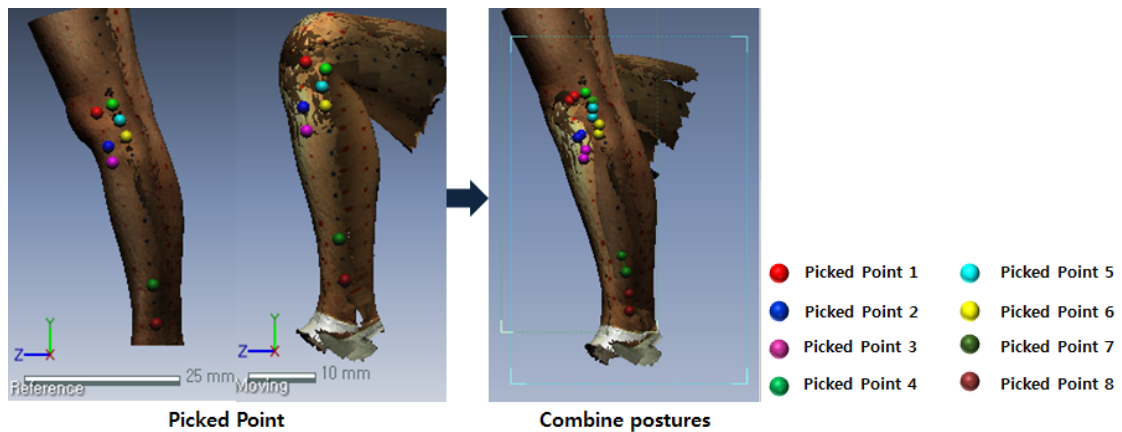 Y
Z
X
25 mm
Reference
Y
Z
X
10 mm
Moving
Picked Point
Combine postures
Picked Point 1
Picked Point 5
Picked Point 2
Picked Point 6
Picked Point 3
Picked Point 7
Picked Point 4
Picked Point 8